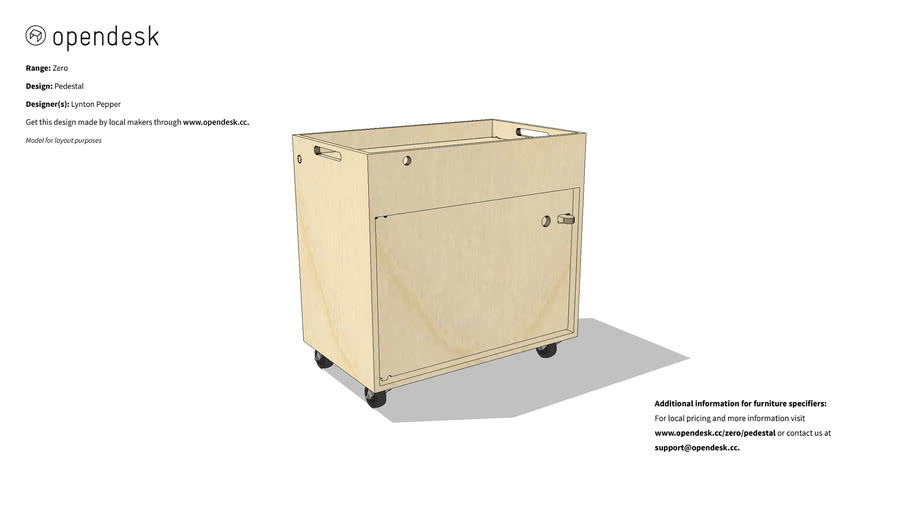 opendesk
Range: Zero
Design: Pedestal
Designer(s): Lynton Pepper
Get this design made by local makers through www.opendesk.cc.
Model for layout purposes
Additional information for furniture specifiers:
For local pricing and more information visit
www.opendesk.cc/zero/pedestal or contact us at
support@opendesk.cc.